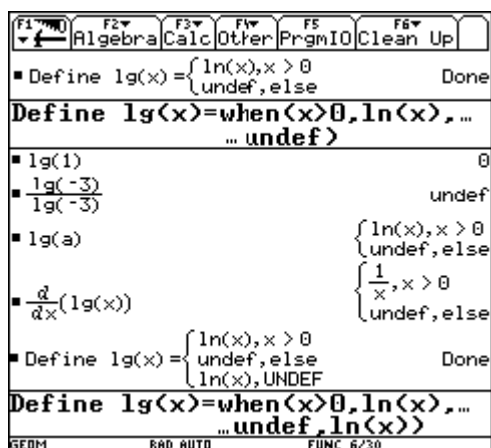 F1 F2 F3 F4 F5 F6
Algebra Calc Other PrgmIO Clean Up
▪ Define lg(x) = { ln(x), x > 0 Done
undef, else
Define lg(x)=when(x>0,ln(x),…
… undef)
▪ lg(1) 0
▪ lg(-3) / lg(-3) undef
▪ lg(a) { ln(x), x > 0
undef, else
▪ d/dx (lg(x)) { 1/x, x > 0
undef, else
▪ Define lg(x) = { ln(x), x > 0
undef, else Done
ln(x), UNDEF
Define lg(x)=when(x>0,ln(x),…
…undef,ln(x))
GEOM RAD AUTO FUNC 6/30